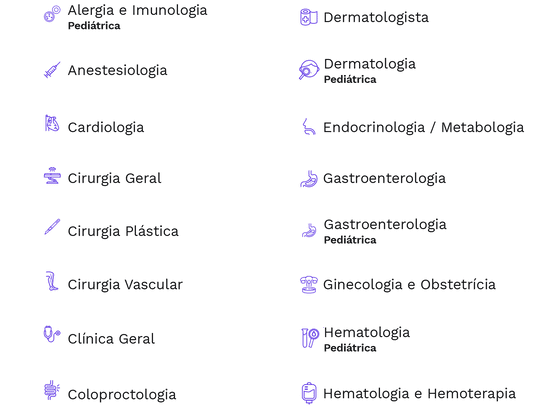 Alergia e Imunologia
Pediátrica
Anestesiologia
Cardiologia
Cirurgia Geral
Cirurgia Plástica
Cirurgia Vascular
Clínica Geral
Coloproctologia
Dermatologista
Dermatologia
Pediátrica
Endocrinologia / Metabologia
Gastroenterologia
Gastroenterologia
Pediátrica
Ginecologia e Obstetrícia
Hematologia
Pediátrica
Hematologia e Hemoterapia